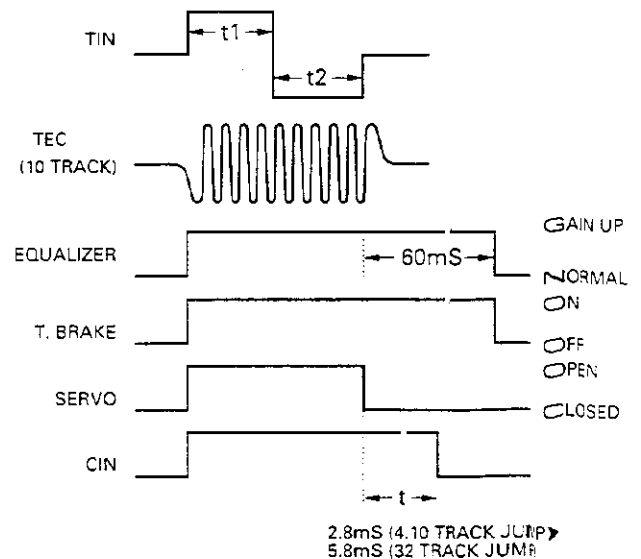 TIN
t1
t2
TEC
(10 TRACK)
EQUALIZER
60mS
GAIN UP
NORMAL
T. BRAKE
ON
OFF
SERVO
OPEN
CLOSED
CIN
t
2.8mS (4.10 TRACK JUMP)
5.8mS (32 TRACK JUMP)